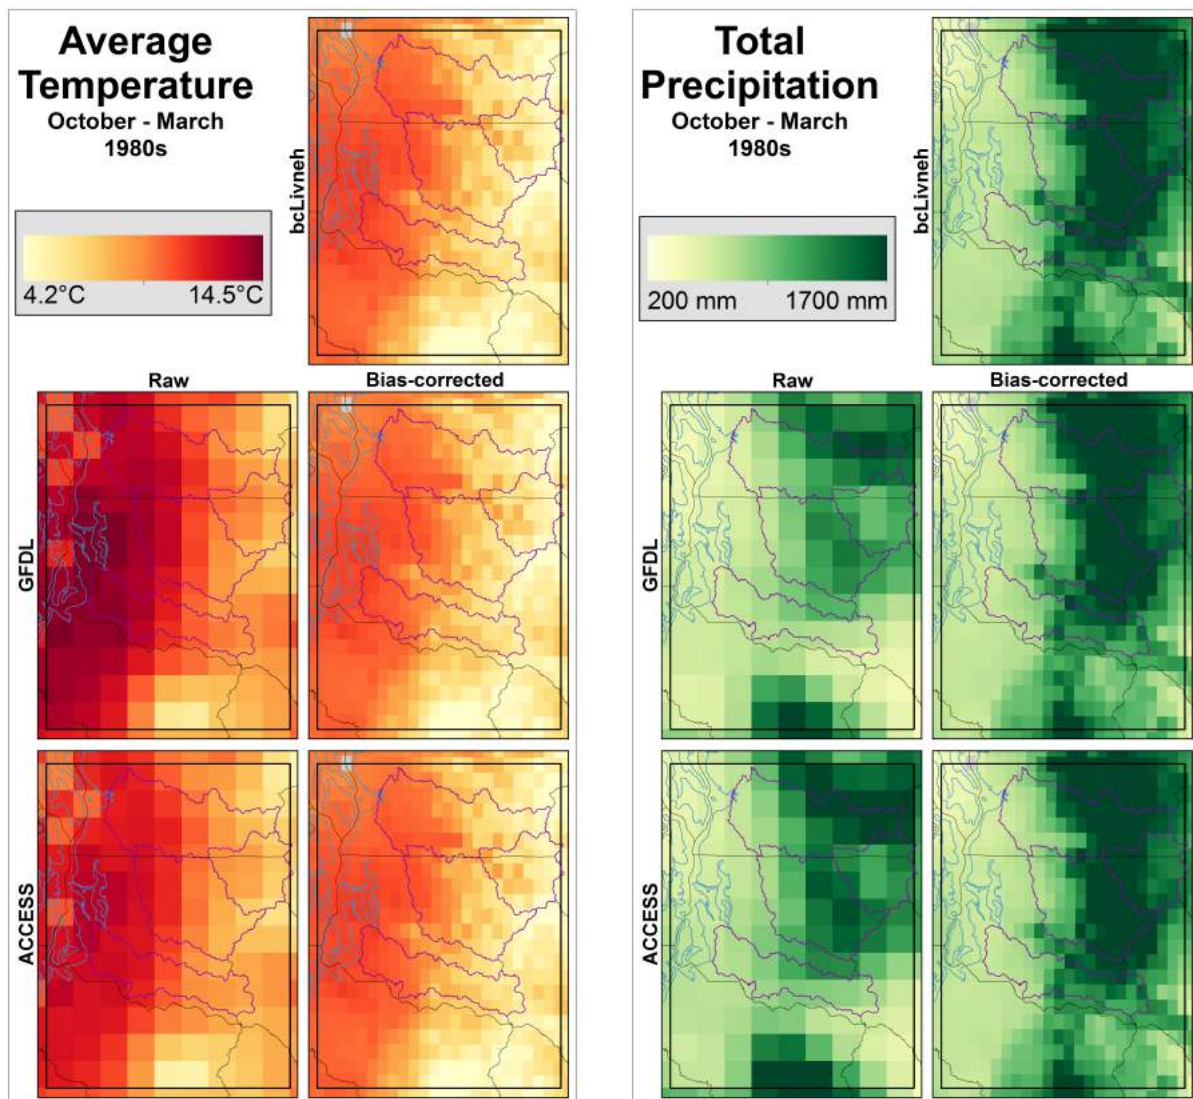 Average
Temperature
October - March
1980s
4.2°C
14.5°C
bcLivneh
Raw
Bias-corrected
GFDL
ACCESS
Total
Precipitation
October - March
1980s
200 mm
1700 mm
bcLivneh
Raw
Bias-corrected
GFDL
ACCESS